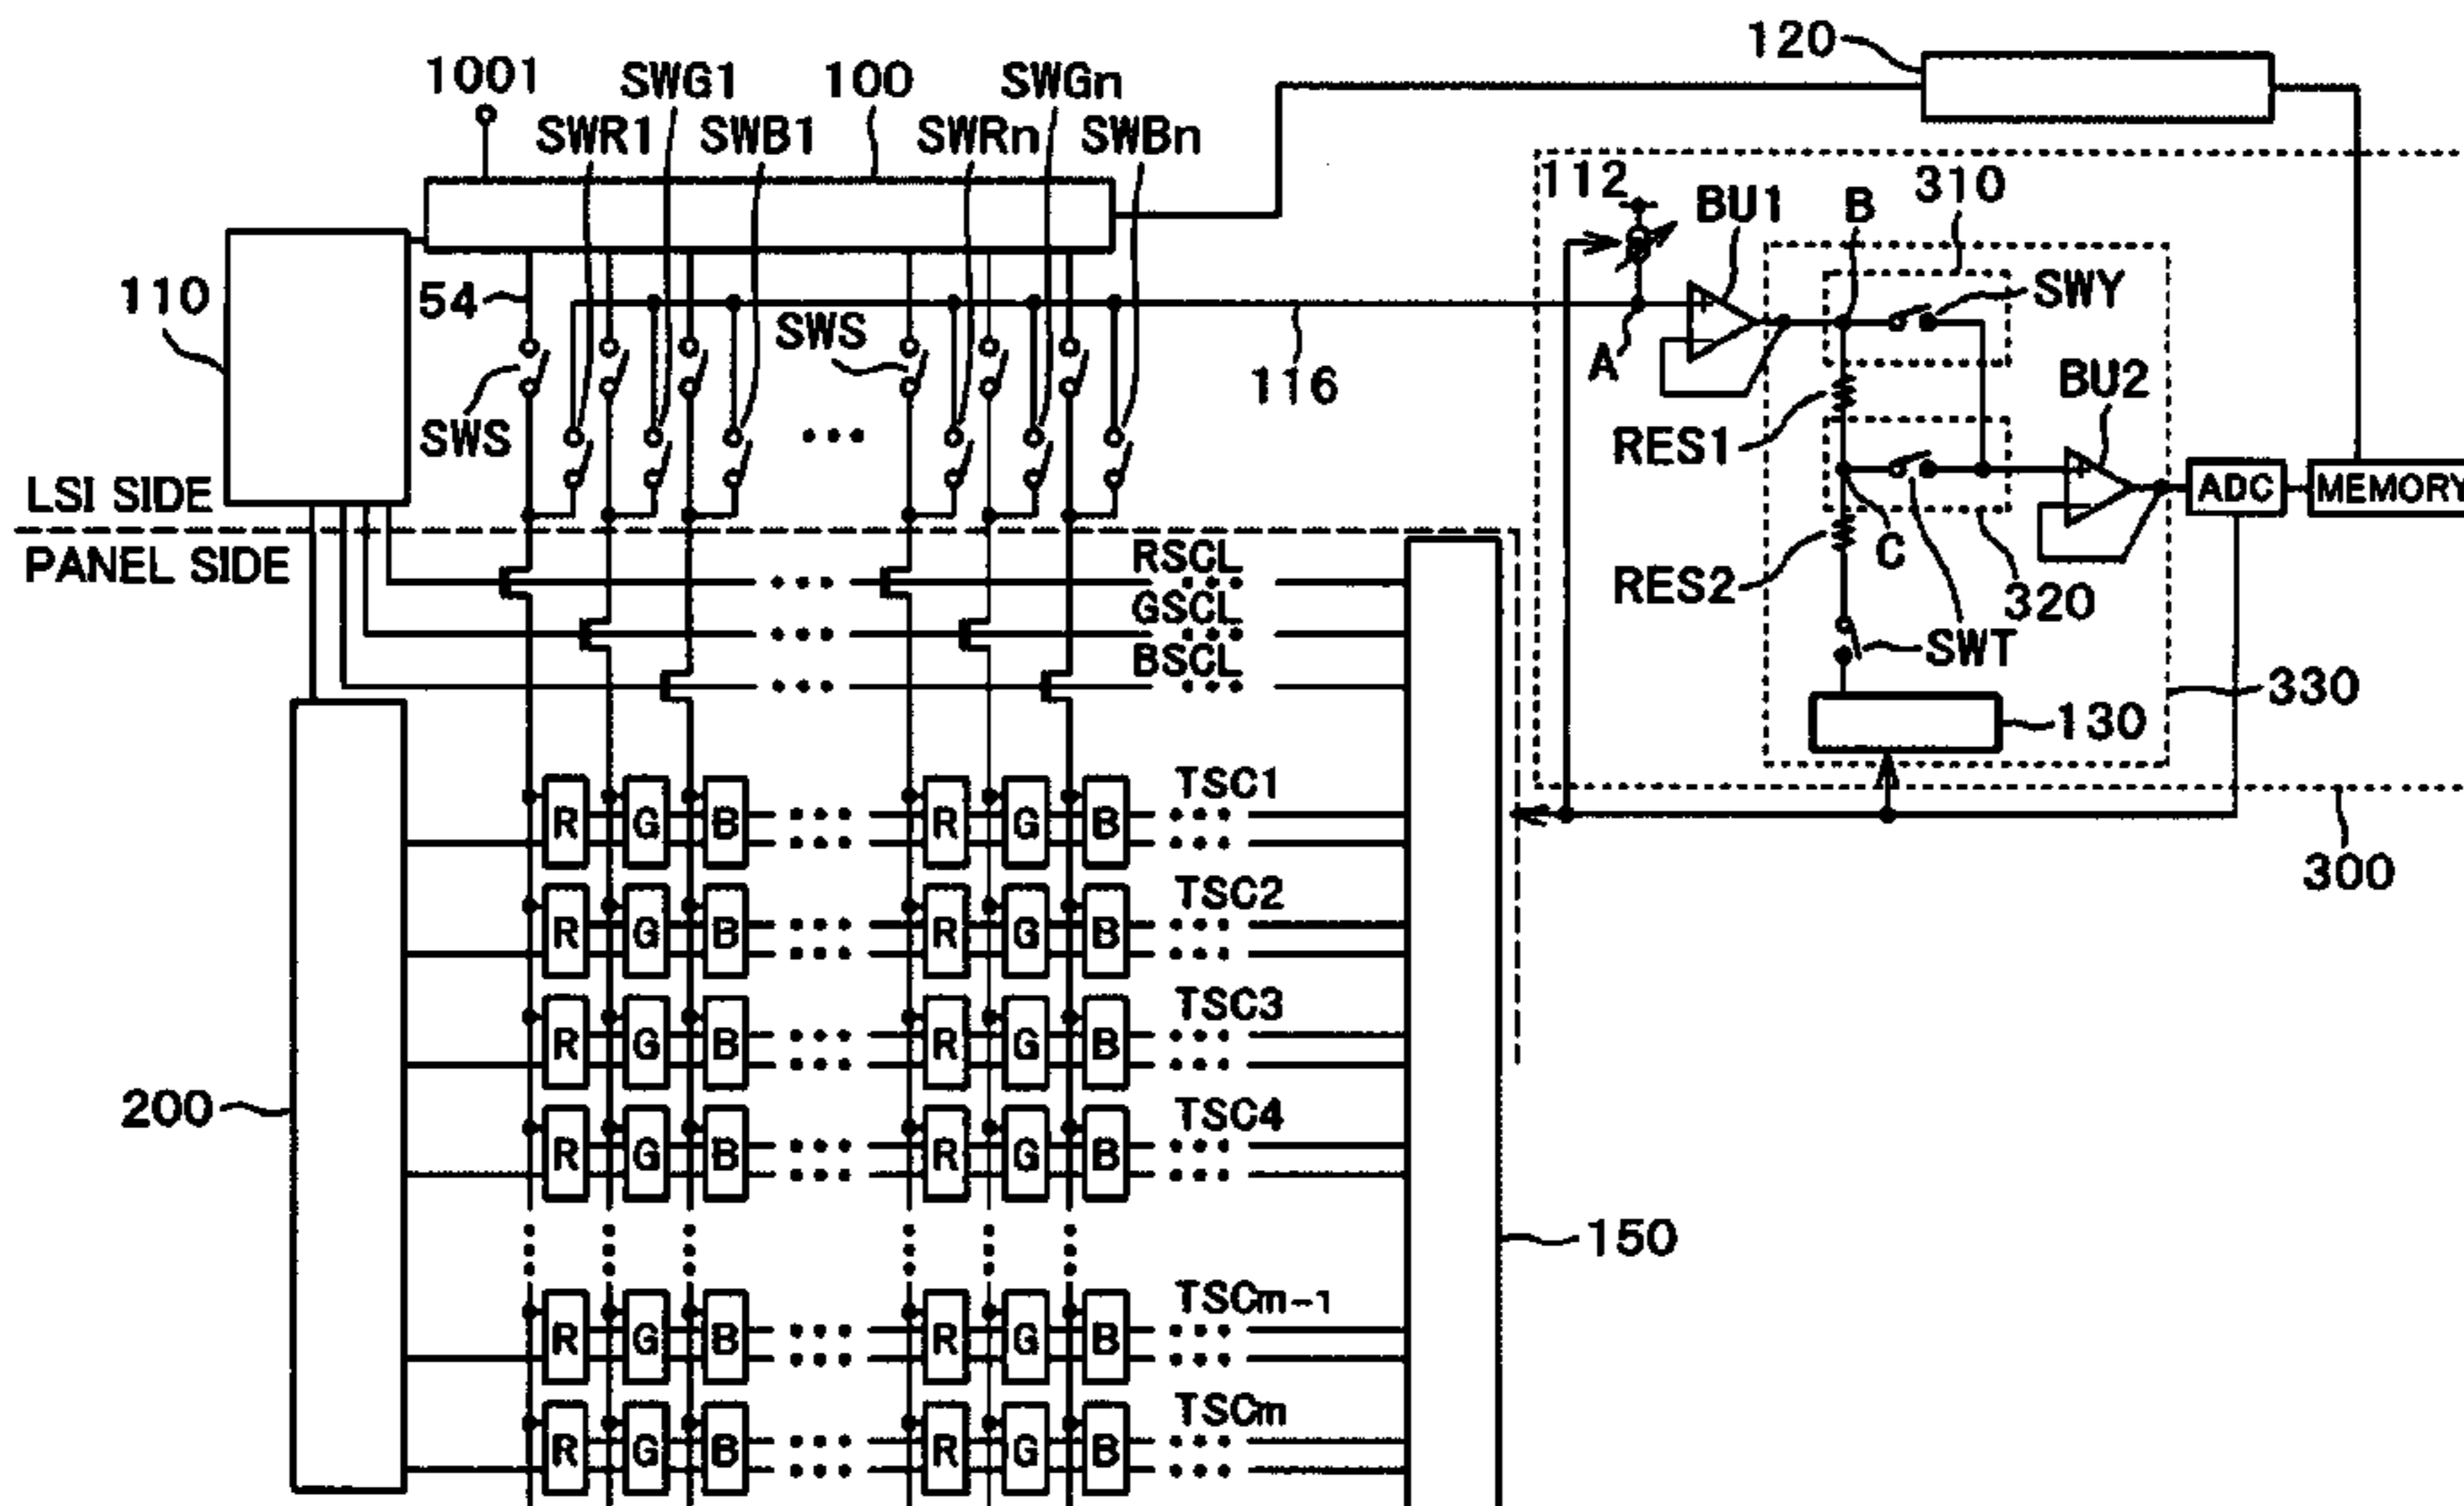 120
1001
SWG1
100
SWGn
SWR1
SWB1
SWRn
SWBn
112
BU1
B
310
110
54
SWS
SWS
116
A
SWY
BU2
RES1
ADC
MEMORY
LSI SIDE
PANEL SIDE
RSCL
GSCL
BSCL
RES2
C
320
SWT
330
130
300
TSC1
R G B R G B
TSC2
R G B R G B
TSC3
R G B R G B
200
TSC4
R G B R G B
150
TSCm-1
R G B R G B
TSCm
R G B R G B